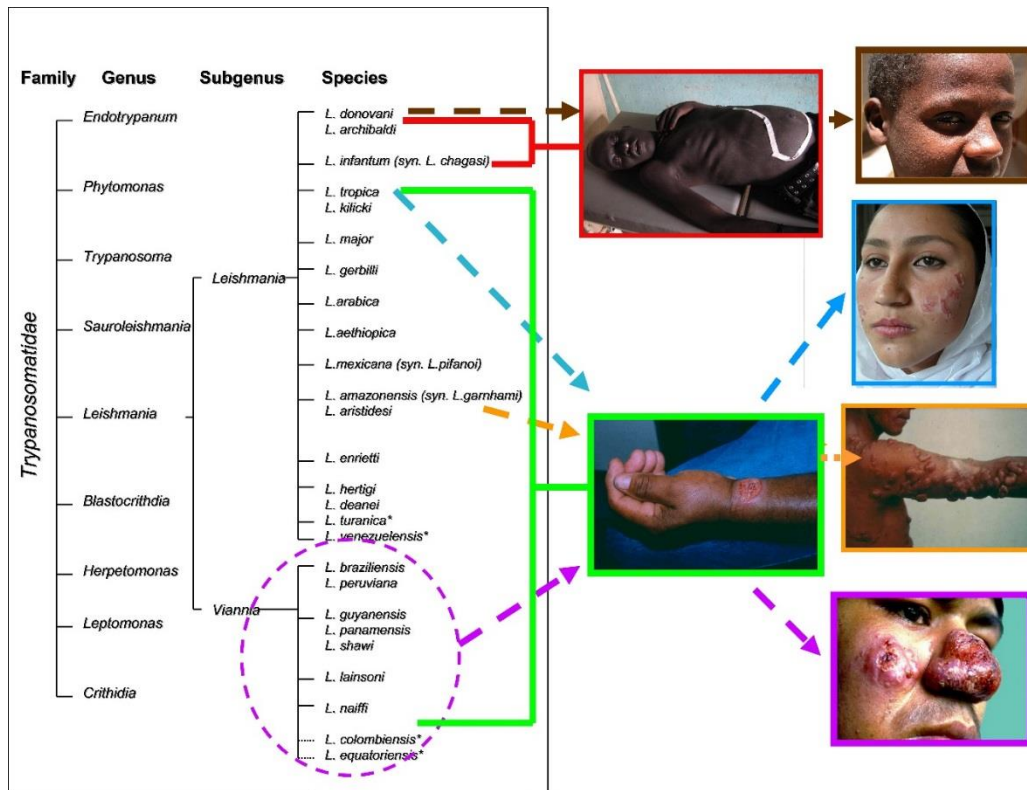 Family Genus Subgenus Species
Trypanosomatidae
Endotrypanum
Phytomonas
Trypanosoma
Sauroleishmania
Leishmania
Blastocrithdia
Herpetomonas
Leptomonas
Crithidia
Leishmania
Viannia
L. donovani
L. archibaldi
L. infantum (syn. L. chagasi)
L. tropica
L. kilicki
L. major
L. gerbilli
L.arabica
L.aethiopica
L.mexicana (syn. L.pifanoi)
L. amazonensis (syn. L.garnhami)
L. aristidesi
L. enrietti
L. hertigi
L. deanei
L. turanica*
L. venezuelensis*
L. braziliensis
L. peruviana
L. guyanensis
L. panamensis
L. shawi
L. lainsoni
L. naiffi
L. colombiensis*
L. equatoriensis*